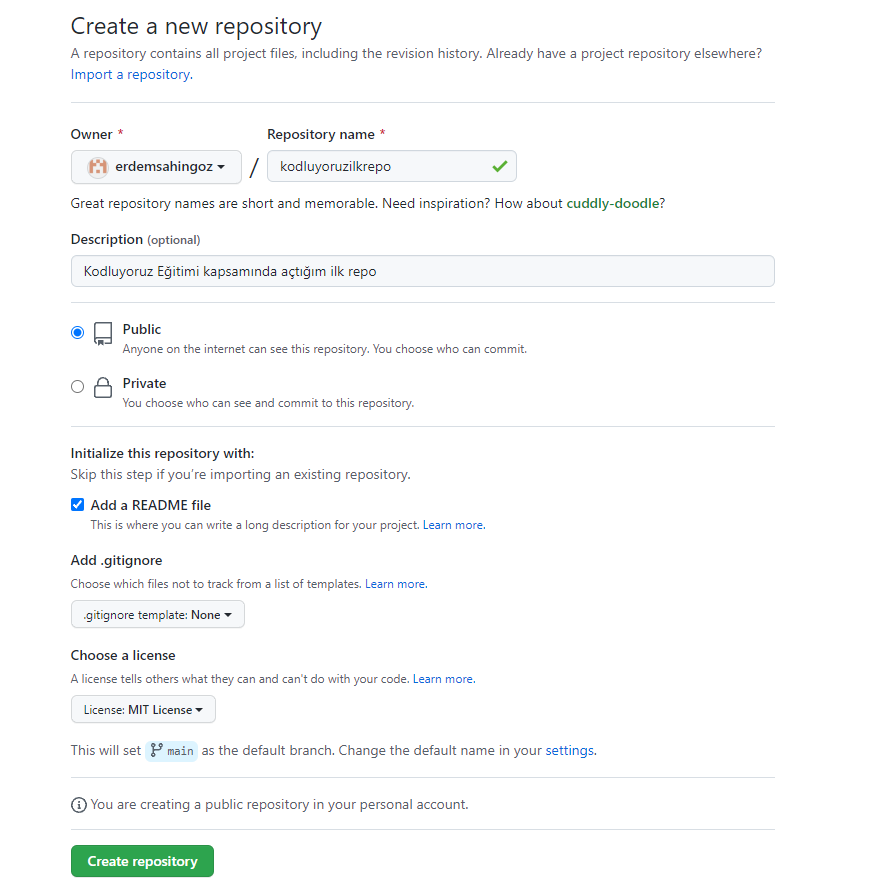 Create a new repository
A repository contains all project files, including the revision history. Already have a project repository elsewhere?
Import a repository.
Owner * Repository name *
erdemsahingoz / kodluyoruzilkrepo
Great repository names are short and memorable. Need inspiration? How about cuddly-doodle?
Description (optional)
Kodluyoruz Eğitimi kapsamında açtığım ilk repo
Public
Anyone on the internet can see this repository. You choose who can commit.
Private
You choose who can see and commit to this repository.
Initialize this repository with:
Skip this step if you're importing an existing repository.
Add a README file
This is where you can write a long description for your project. Learn more.
Add .gitignore
Choose which files not to track from a list of templates. Learn more.
.gitignore template: None
Choose a license
A license tells others what they can and can't do with your code. Learn more.
License: MIT License
This will set main as the default branch. Change the default name in your settings.
You are creating a public repository in your personal account.
Create repository